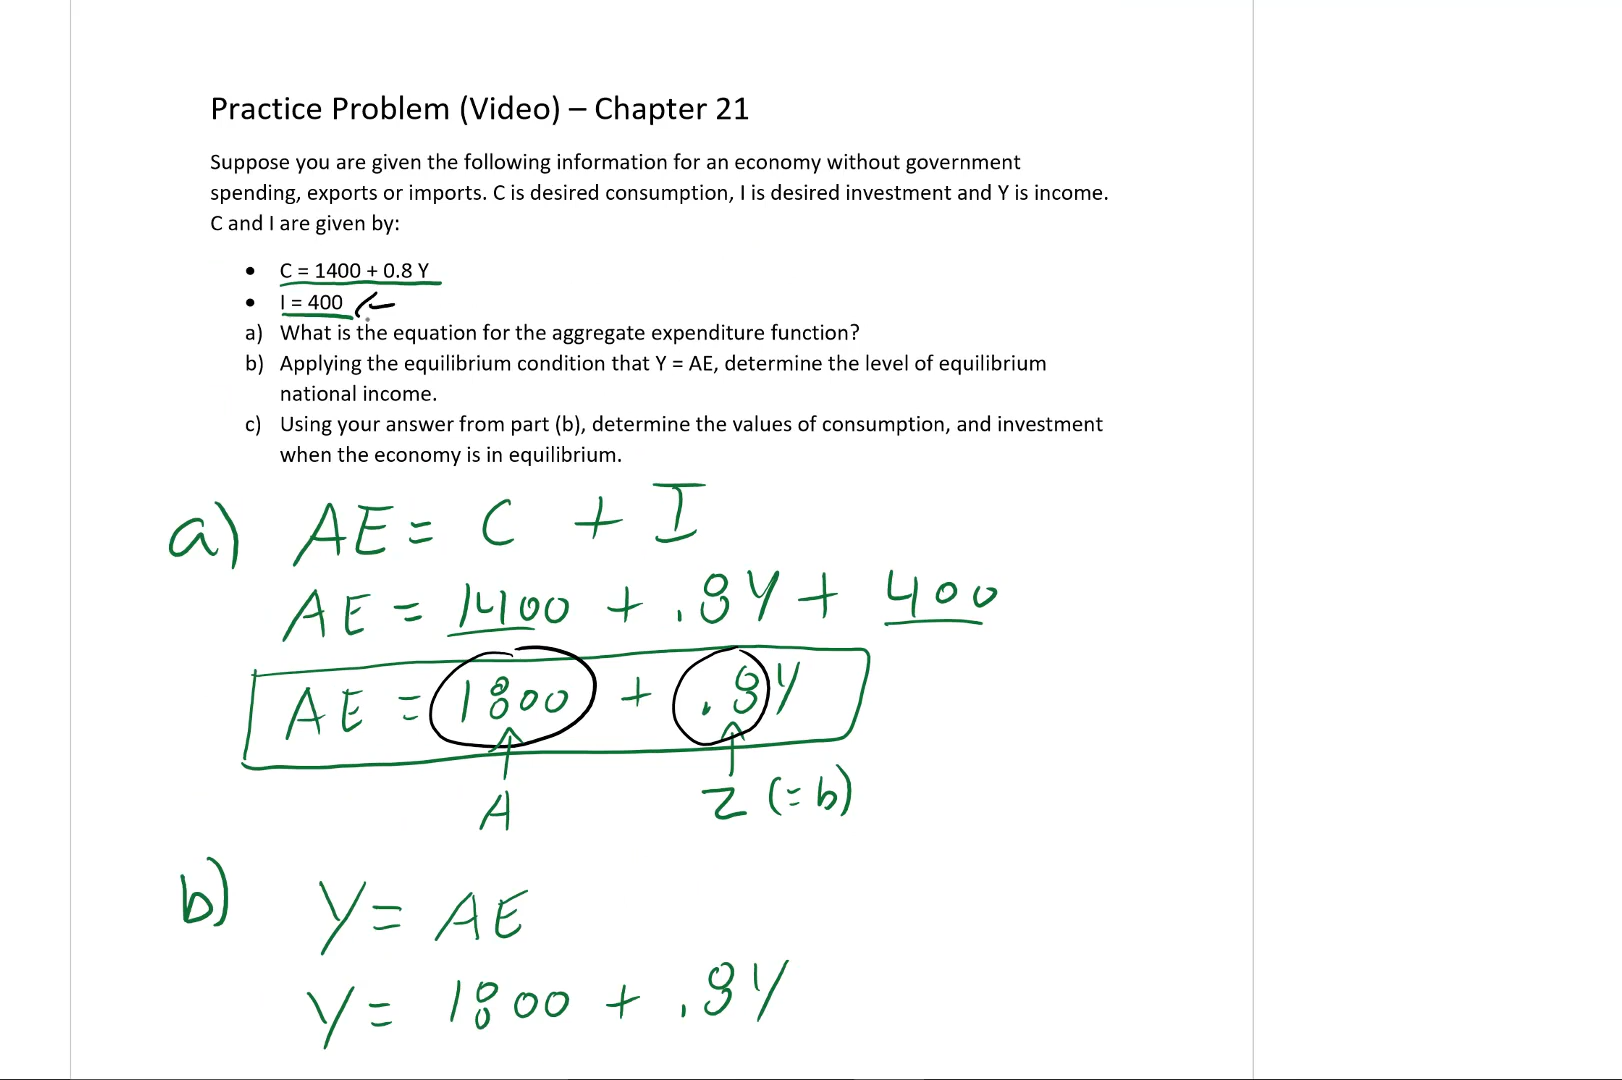 Practice Problem (Video) – Chapter 21
Suppose you are given the following information for an economy without government
spending, exports or imports. C is desired consumption, I is desired investment and Y is income.
C and I are given by:
• C = 1400 + 0.8 Y
• I = 400
a) What is the equation for the aggregate expenditure function?
b) Applying the equilibrium condition that Y = AE, determine the level of equilibrium
national income.
c) Using your answer from part (b), determine the values of consumption, and investment
when the economy is in equilibrium.
a) AE = C + I
AE = 1400 + .8Y + 400
AE = 1800 + .8Y
A z (= b)
b) Y = AE
Y = 1800 + .8Y